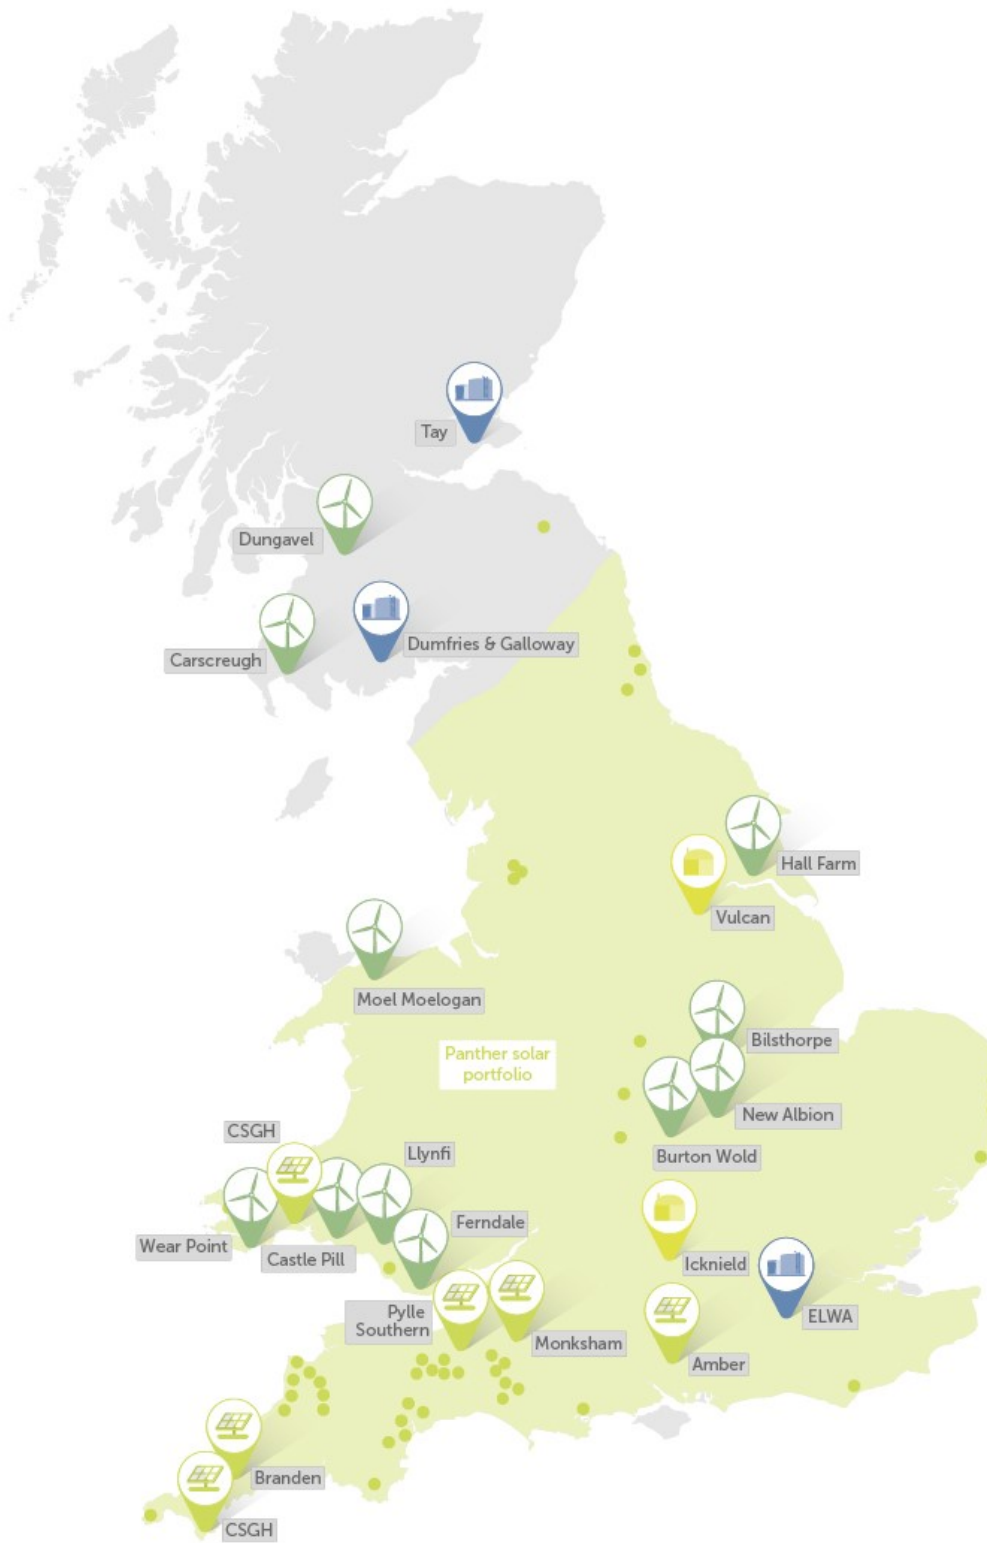 Tay
Dungavel
Dumfries & Galloway
Carscreugh
Hall Farm
Vulcan
Moel Moelogan
Bilsthorpe
Panther solar
portfolio
New Albion
CSGH
Llynfi
Burton Wold
Ferndale
Wear Point
Castle Pill
Icknield
Pylle
Southern
ELWA
Monksham
Amber
Branden
CSGH